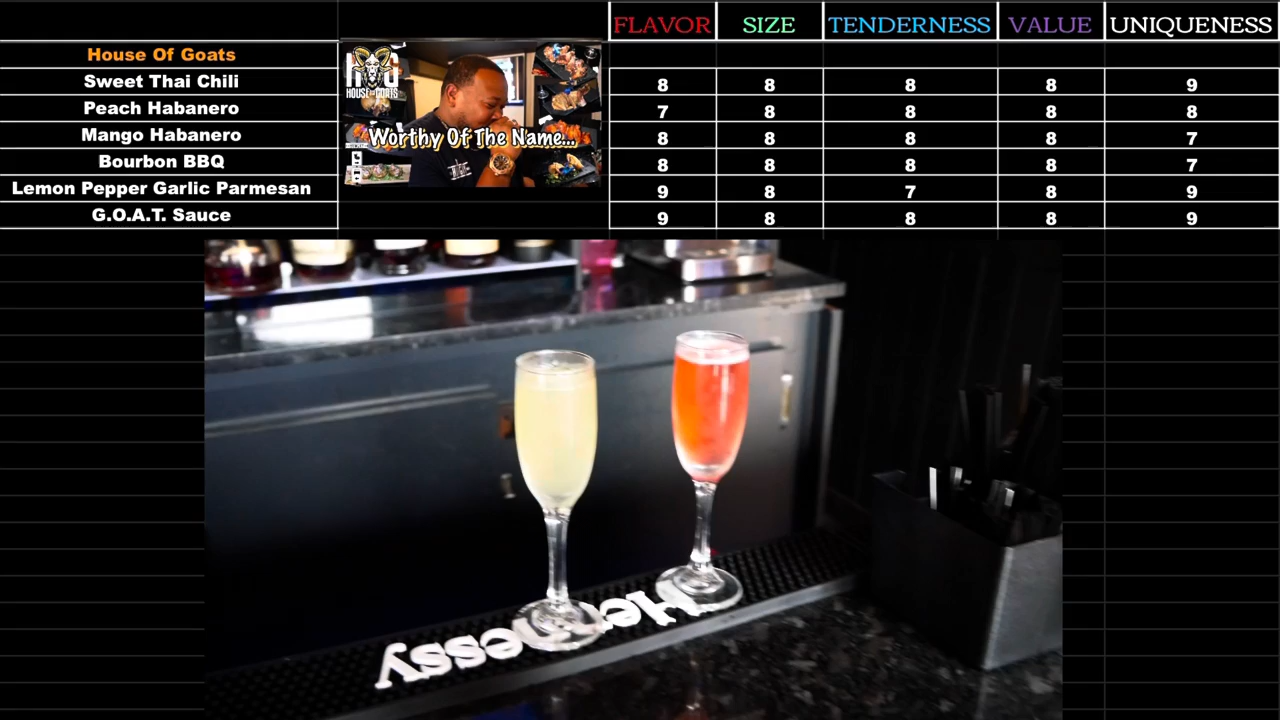 FLAVOR SIZE TENDERNESS VALUE UNIQUENESS
House Of Goats
Sweet Thai Chili 8 8 8 8 9
Peach Habanero 7 8 8 8 8
Mango Habanero 8 8 8 8 7
Bourbon BBQ 8 8 8 8 7
Lemon Pepper Garlic Parmesan 9 8 7 8 9
G.O.A.T. Sauce 9 8 8 8 9
HOG
HOUSE OF GOATS
Worthy Of The Name...
Hennessy